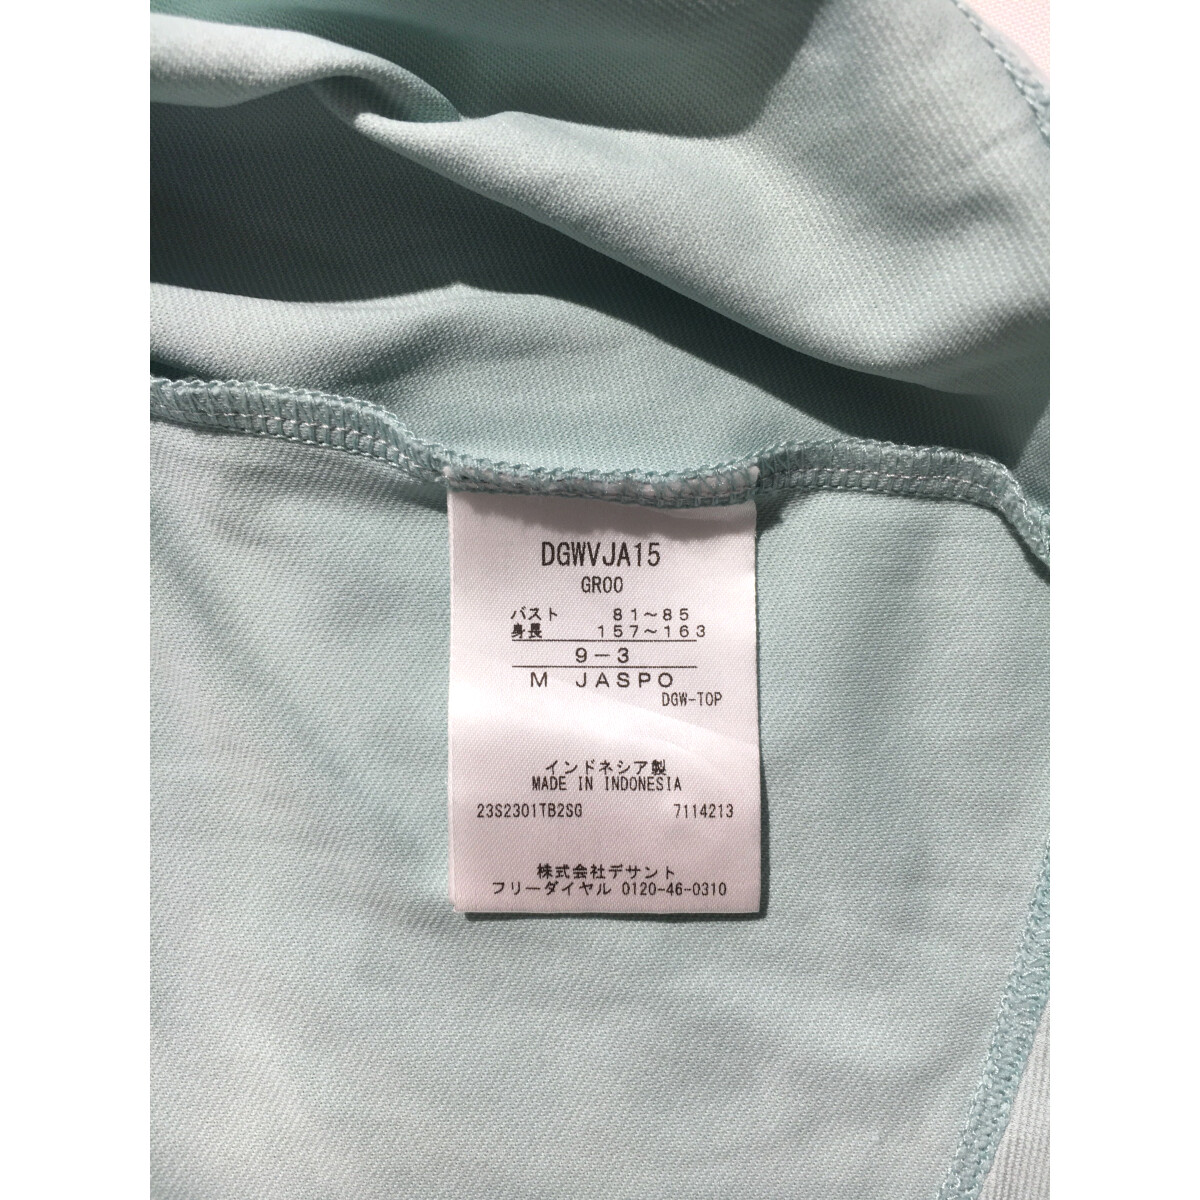 DGWVJA15
GR00
バスト 81～85
身長 157～163
9-3
M JASPO
DGW-TOP
インドネシア製
MADE IN INDONESIA
23S2301TB2SG 7114213
株式会社デサント
フリーダイヤル 0120-46-0310